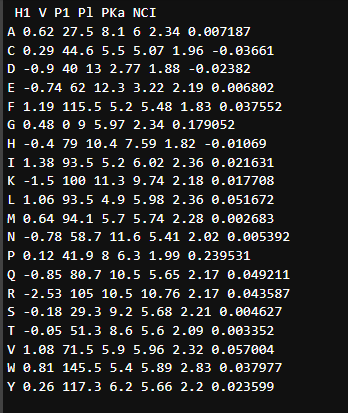 H1 V P1 Pl PKa NCI
A 0.62 27.5 8.1 6 2.34 0.007187
C 0.29 44.6 5.5 5.07 1.96 -0.03661
D -0.9 40 13 2.77 1.88 -0.02382
E -0.74 62 12.3 3.22 2.19 0.006802
F 1.19 115.5 5.2 5.48 1.83 0.037552
G 0.48 0 9 5.97 2.34 0.179052
H -0.4 79 10.4 7.59 1.82 -0.01069
I 1.38 93.5 5.2 6.02 2.36 0.021631
K -1.5 100 11.3 9.74 2.18 0.017708
L 1.06 93.5 4.9 5.98 2.36 0.051672
M 0.64 94.1 5.7 5.74 2.28 0.002683
N -0.78 58.7 11.6 5.41 2.02 0.005392
P 0.12 41.9 8 6.3 1.99 0.239531
Q -0.85 80.7 10.5 5.65 2.17 0.049211
R -2.53 105 10.5 10.76 2.17 0.043587
S -0.18 29.3 9.2 5.68 2.21 0.004627
T -0.05 51.3 8.6 5.6 2.09 0.003352
V 1.08 71.5 5.9 5.96 2.32 0.057004
W 0.81 145.5 5.4 5.89 2.83 0.037977
Y 0.26 117.3 6.2 5.66 2.2 0.023599